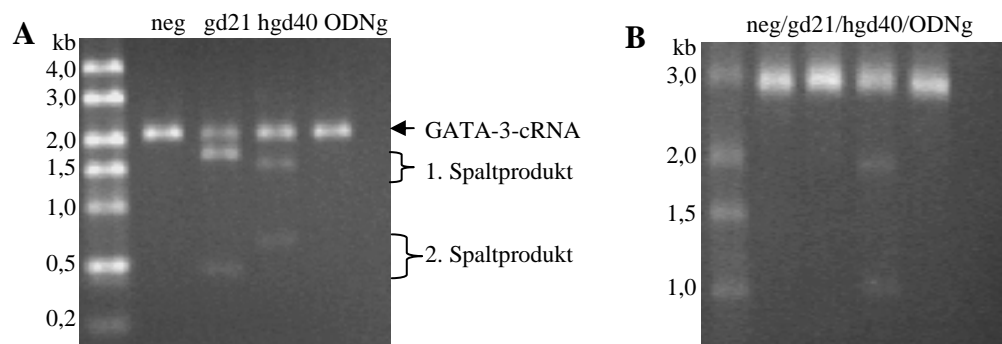 A
neg gd21 hgd40 ODNg
kb
4,0
3,0
2,0
1,5
1,0
0,5
0,2
GATA-3-cRNA
1. Spaltprodukt
2. Spaltprodukt
B
neg/gd21/hgd40/ODNg
kb
3,0
2,0
1,5
1,0